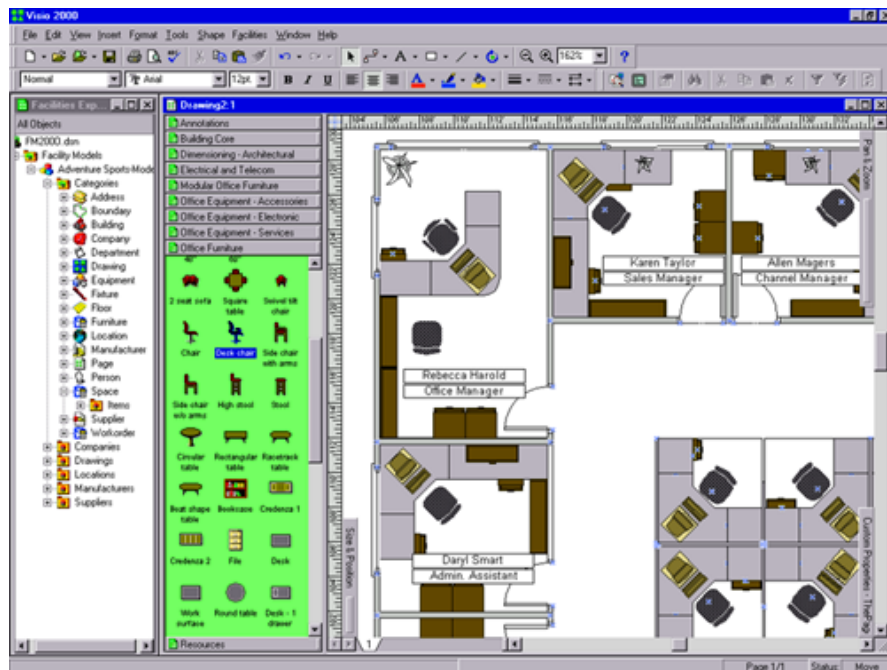 Visio 2000
File Edit View Insert Format Tools Shape Facilities Window Help
162%
Normal Arial 12pt. B I U
Facilities Exp...
All Objects
FM2000.dsn
Facility Models
Adventure Sports-Mode
Categories
Address
Boundary
Building
Company
Department
Drawing
Equipment
Fixture
Floor
Furniture
Location
Manufacturer
Page
Person
Space
Items
Supplier
Workorder
Companies
Drawings
Locations
Manufacturers
Suppliers
Drawing2:1
Annotations
Building Core
Dimensioning - Architectural
Electrical and Telecom
Modular Office Furniture
Office Equipment - Accessories
Office Equipment - Electronic
Office Equipment - Services
Office Furniture
2 seat sofa
Square table
Swivel tilt chair
Chair
Desk chair
Side chair with arms
Side chair w/o arms
High stool
Stool
Circular table
Rectangular table
Racetrack table
Boat shape table
Bookcase
Credenza 1
Credenza 2
File
Desk
Work surface
Round table
Desk - 1 drawer
Resources
Pan & Zoom
Karen Taylor
Sales Manager
Allen Magers
Channel Manager
Rebecca Harold
Office Manager
Daryl Smart
Admin. Assistant
Size & Position
Custom Properties - ThePag
1
Page 1/1
Status: Move